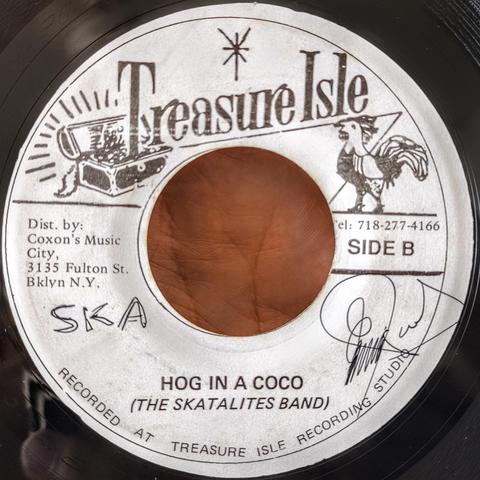 Treasure Isle
Dist. by:
Coxon's Music
City,
3135 Fulton St.
Bklyn N.Y.
Tel: 718-277-4166
SIDE B
SKA
HOG IN A COCO
(THE SKATALITES BAND)
RECORDED AT TREASURE ISLE RECORDING STUDIO